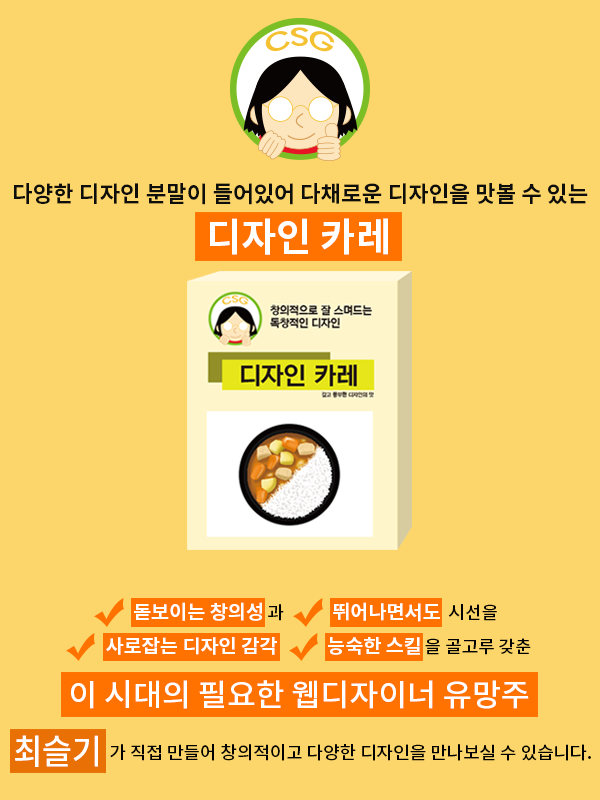 CSG
다양한 디자인 분말이 들어있어 다채로운 디자인을 맛볼 수 있는
디자인 카레
CSG
창의적으로 잘 스며드는
독창적인 디자인
디자인 카레
깊고 풍부한 디자인의 맛
돋보이는 창의성과 뛰어나면서도 시선을
사로잡는 디자인 감각 능숙한 스킬을 골고루 갖춘
이 시대의 필요한 웹디자이너 유망주
최슬기가 직접 만들어 창의적이고 다양한 디자인을 만나보실 수 있습니다.